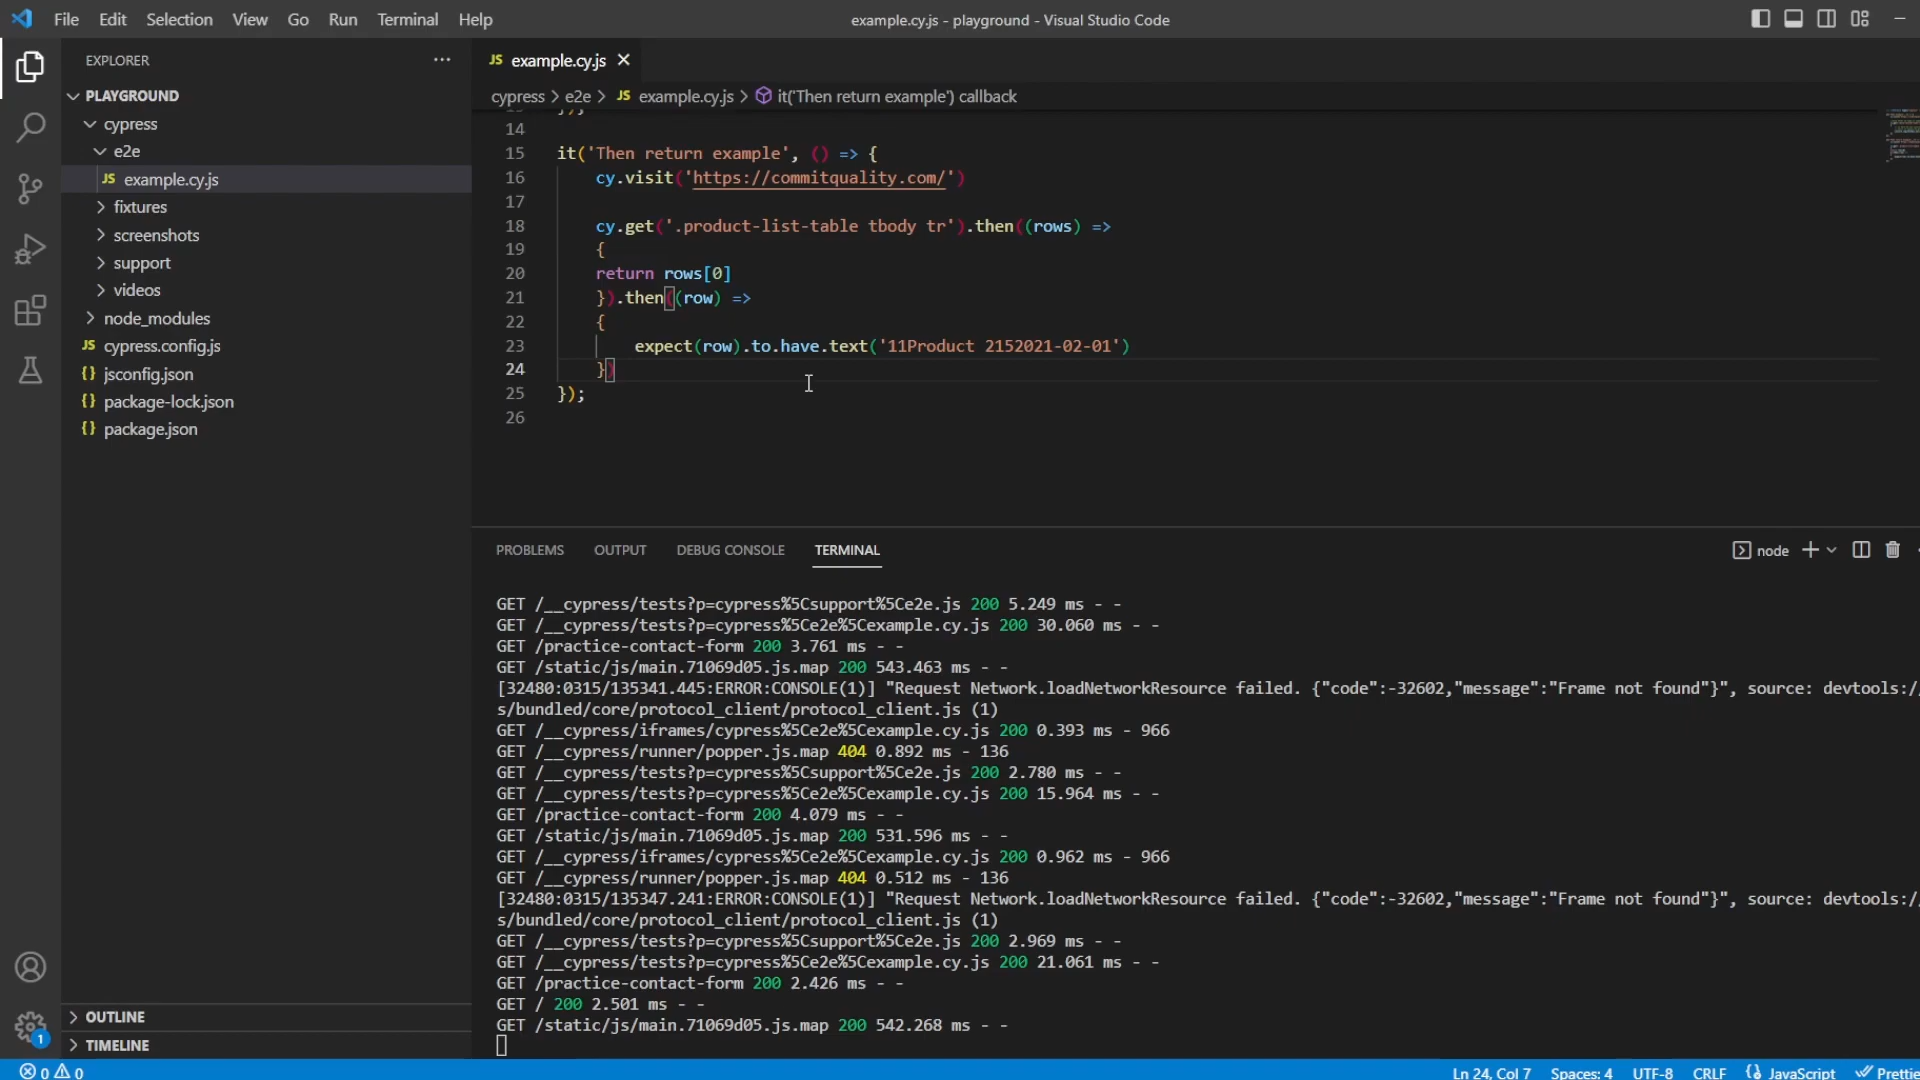 File Edit Selection View Go Run Terminal Help
example.cy.js - playground - Visual Studio Code
EXPLORER
PLAYGROUND
cypress
e2e
JS example.cy.js
fixtures
screenshots
support
videos
node_modules
JS cypress.config.js
{} jsconfig.json
{} package-lock.json
{} package.json
OUTLINE
TIMELINE
1
JS example.cy.js
cypress > e2e > JS example.cy.js > it('Then return example') callback
14
15 it('Then return example', () => {
16 cy.visit('https://commitquality.com/')
17
18 cy.get('.product-list-table tbody tr').then((rows) =>
19 {
20 return rows[0]
21 }).then((row) =>
22 {
23 expect(row).to.have.text('11Product 2152021-02-01')
24 })
25 });
26
PROBLEMS OUTPUT DEBUG CONSOLE TERMINAL
node
GET /__cypress/tests?p=cypress%5Csupport%5Ce2e.js 200 5.249 ms - -
GET /__cypress/tests?p=cypress%5Ce2e%5Cexample.cy.js 200 30.060 ms - -
GET /practice-contact-form 200 3.761 ms - -
GET /static/js/main.71069d05.js.map 200 543.463 ms - -
[32480:0315/135341.445:ERROR:CONSOLE(1)] "Request Network.loadNetworkResource failed. {"code":-32602,"message":"Frame not found"}", source: devtools:/
s/bundled/core/protocol_client/protocol_client.js (1)
GET /__cypress/iframes/cypress%5Ce2e%5Cexample.cy.js 200 0.393 ms - 966
GET /__cypress/runner/popper.js.map 404 0.892 ms - 136
GET /__cypress/tests?p=cypress%5Csupport%5Ce2e.js 200 2.780 ms - -
GET /__cypress/tests?p=cypress%5Ce2e%5Cexample.cy.js 200 15.964 ms - -
GET /practice-contact-form 200 4.079 ms - -
GET /static/js/main.71069d05.js.map 200 531.596 ms - -
GET /__cypress/iframes/cypress%5Ce2e%5Cexample.cy.js 200 0.962 ms - 966
GET /__cypress/runner/popper.js.map 404 0.512 ms - 136
[32480:0315/135347.241:ERROR:CONSOLE(1)] "Request Network.loadNetworkResource failed. {"code":-32602,"message":"Frame not found"}", source: devtools:/
s/bundled/core/protocol_client/protocol_client.js (1)
GET /__cypress/tests?p=cypress%5Csupport%5Ce2e.js 200 2.969 ms - -
GET /__cypress/tests?p=cypress%5Ce2e%5Cexample.cy.js 200 21.061 ms - -
GET /practice-contact-form 200 2.426 ms - -
GET / 200 2.501 ms - -
GET /static/js/main.71069d05.js.map 200 542.268 ms - -
0 0
Ln 24, Col 7 Spaces: 4 UTF-8 CRLF {} JavaScript Prettie